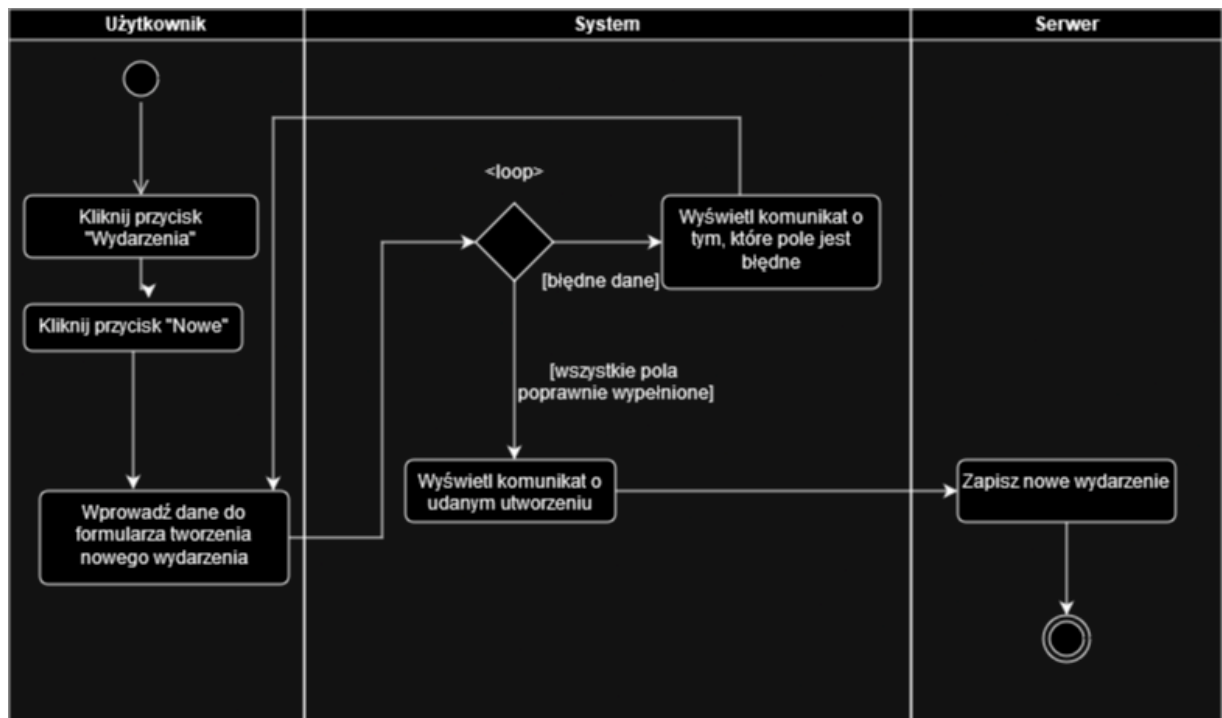 Użytkownik
System
Serwer
<loop>
Kliknij przycisk
"Wydarzenia"
Wyświetl komunikat o
tym, które pole jest
błędne
[błędne dane]
Kliknij przycisk "Nowe"
[wszystkie pola
poprawnie wypełnione]
Wyświetl komunikat o
udanym utworzeniu
Zapisz nowe wydarzenie
Wprowadź dane do
formularza tworzenia
nowego wydarzenia